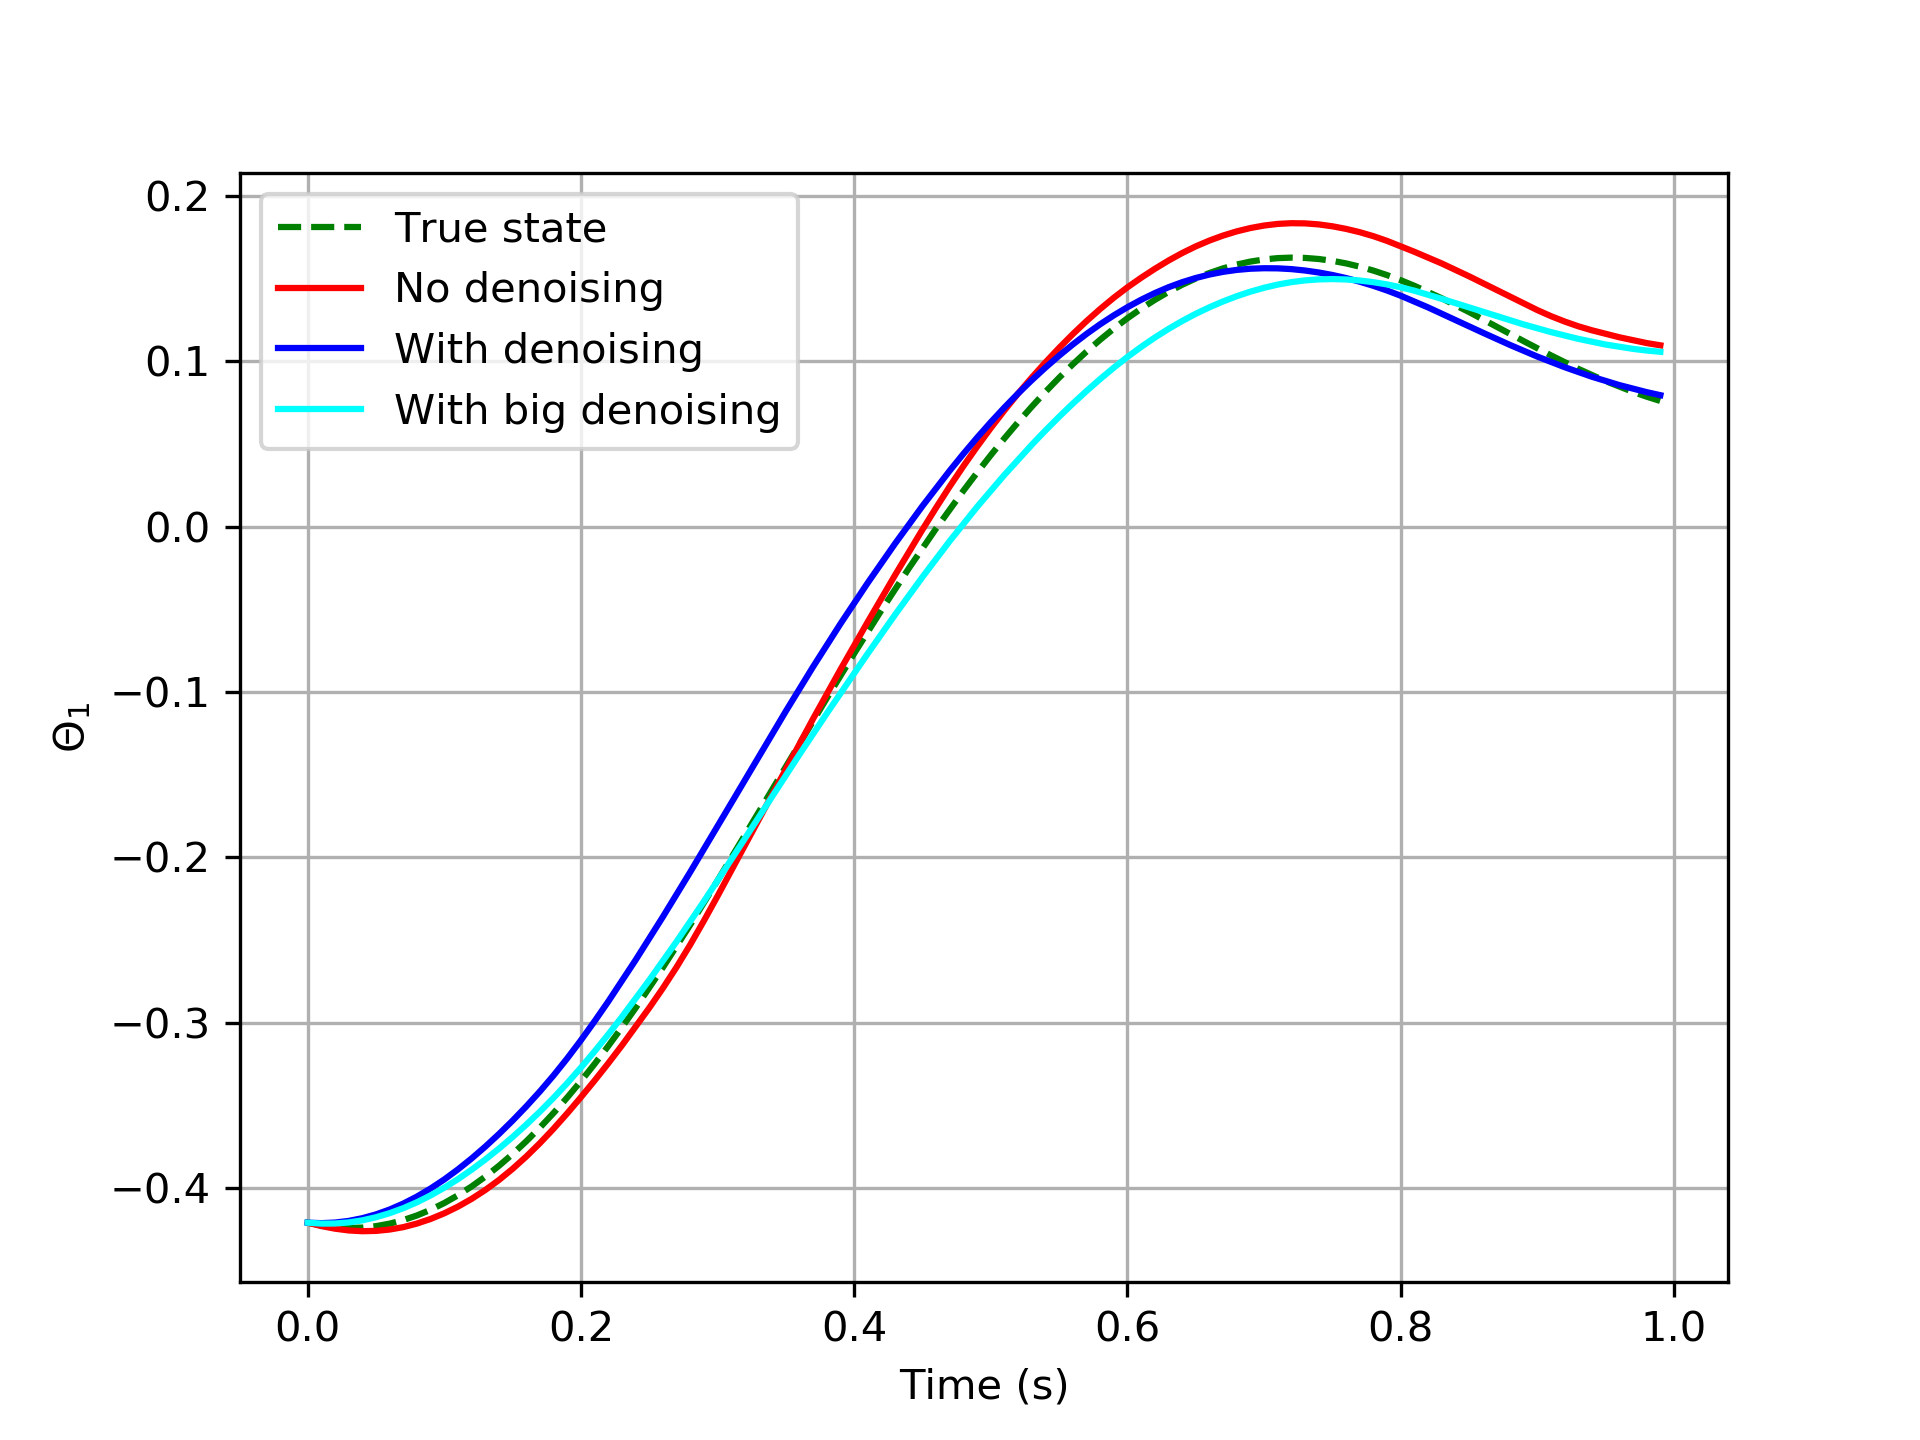 True state
No denoising
With denoising
With big denoising
0.2
0.1
0.0
−0.1
−0.2
−0.3
−0.4
Θ₁
0.0 0.2 0.4 0.6 0.8 1.0
Time (s)